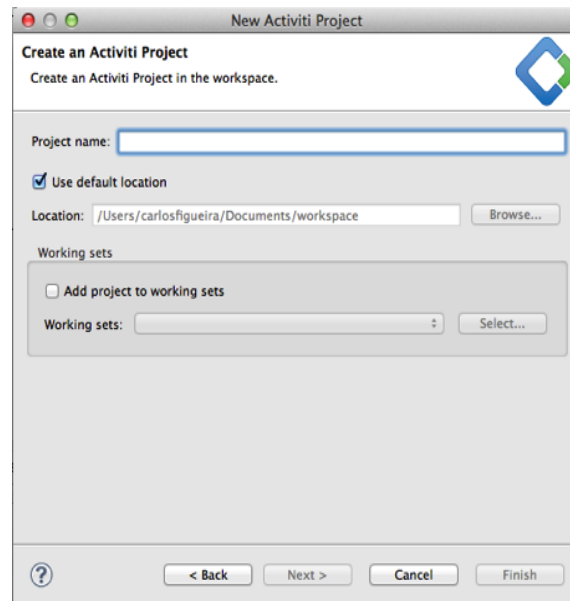 New Activiti Project
Create an Activiti Project
Create an Activiti Project in the workspace.
Project name:
Use default location
Location: /Users/carlosfigueira/Documents/workspace Browse...
Working sets
Add project to working sets
Working sets: Select...
? < Back Next > Cancel Finish